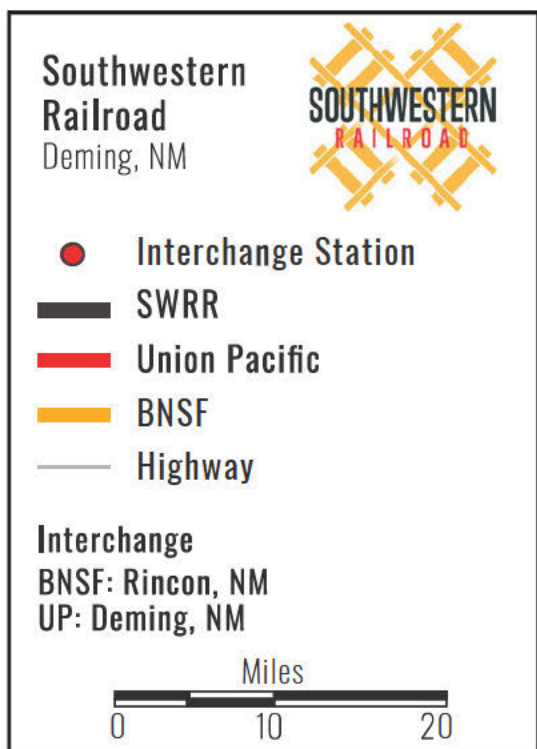 Southwestern
Railroad
Deming, NM
SOUTHWESTERN
RAILROAD
Interchange Station
SWRR
Union Pacific
BNSF
Highway
Interchange
BNSF: Rincon, NM
UP: Deming, NM
Miles
0 10 20